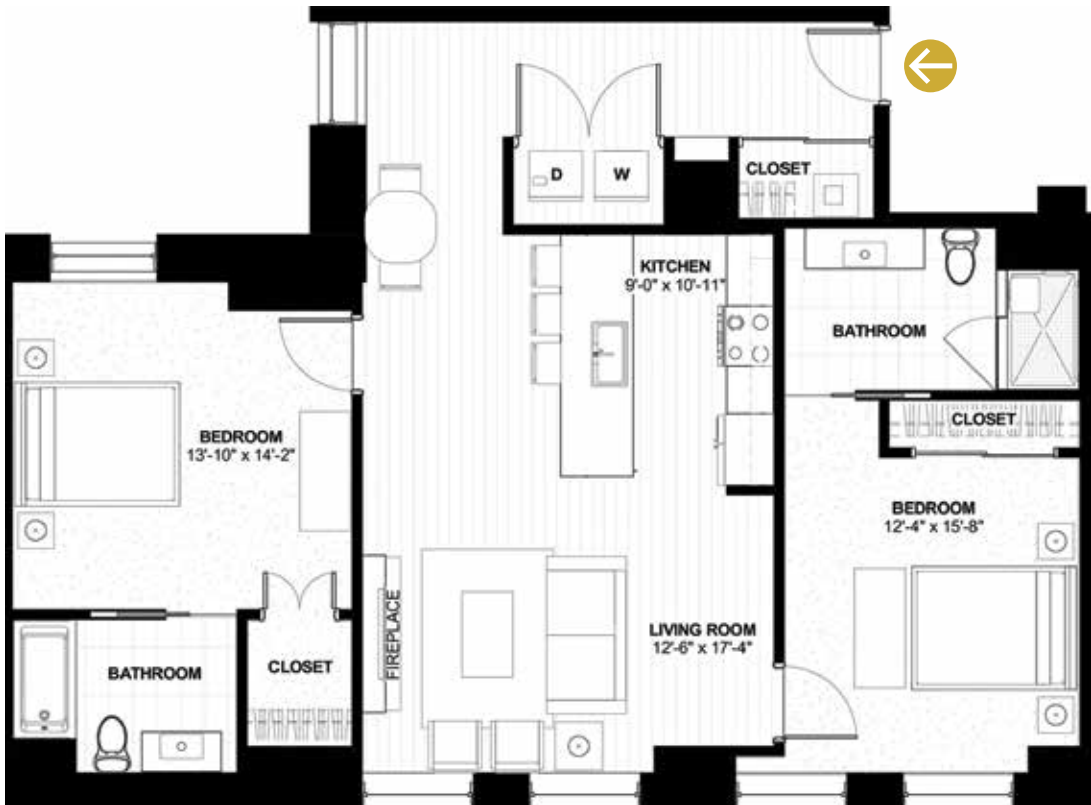 D
W
CLOSET
KITCHEN
9'-0" x 10'-11"
BATHROOM
CLOSET
BEDROOM
13'-10" x 14'-2"
BEDROOM
12'-4" x 15'-8"
FIREPLACE
LIVING ROOM
12'-6" x 17'-4"
BATHROOM
CLOSET